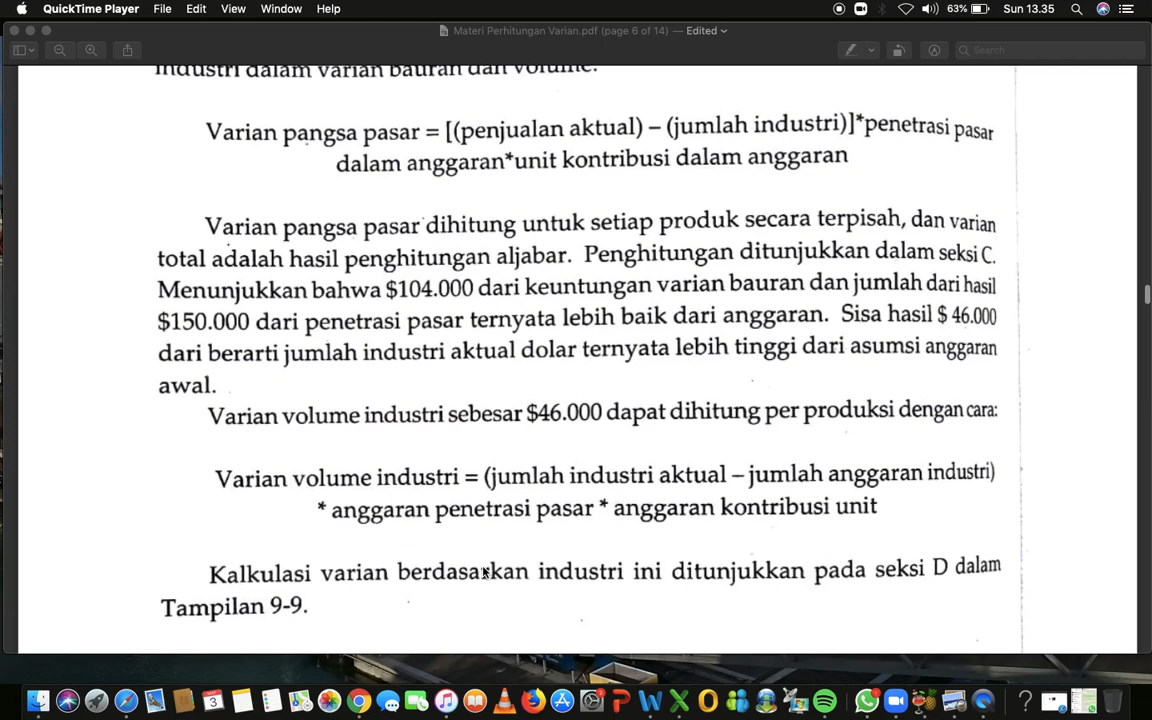 QuickTime Player File Edit View Window Help 63% Sun 13.35
Materi Perhitungan Varian.pdf (page 6 of 14) — Edited
Search
industri dalam varian bauran dan volume.
Varian pangsa pasar = [(penjualan aktual) – (jumlah industri)]*penetrasi pasar
dalam anggaran*unit kontribusi dalam anggaran
Varian pangsa pasar dihitung untuk setiap produk secara terpisah, dan varian
total adalah hasil penghitungan aljabar. Penghitungan ditunjukkan dalam seksi C.
Menunjukkan bahwa $104.000 dari keuntungan varian bauran dan jumlah dari hasil
$150.000 dari penetrasi pasar ternyata lebih baik dari anggaran. Sisa hasil $ 46.000
dari berarti jumlah industri aktual dolar ternyata lebih tinggi dari asumsi anggaran
awal.
Varian volume industri sebesar $46.000 dapat dihitung per produksi dengan cara:
Varian volume industri = (jumlah industri aktual – jumlah anggaran industri)
* anggaran penetrasi pasar * anggaran kontribusi unit
Kalkulasi varian berdasarkan industri ini ditunjukkan pada seksi D dalam
Tampilan 9-9.